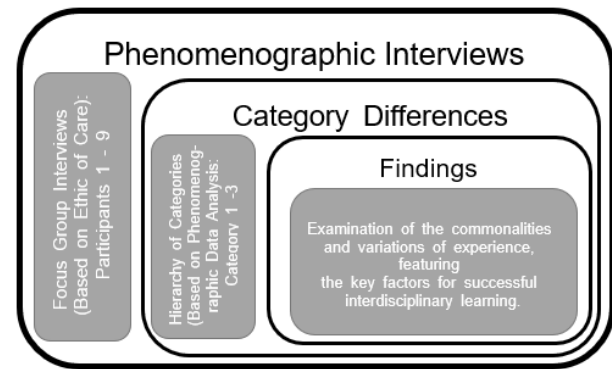 Phenomenographic Interviews
Focus Group Interviews
(Based on Ethic of Care):
Participants 1 - 9
Category Differences
Hierarchy of Categories
(Based on Phenomenog-
raphic Data Analysis:
Category 1 -3
Findings
Examination of the commonalities
and variations of experience,
featuring
the key factors for successful
interdisciplinary learning.